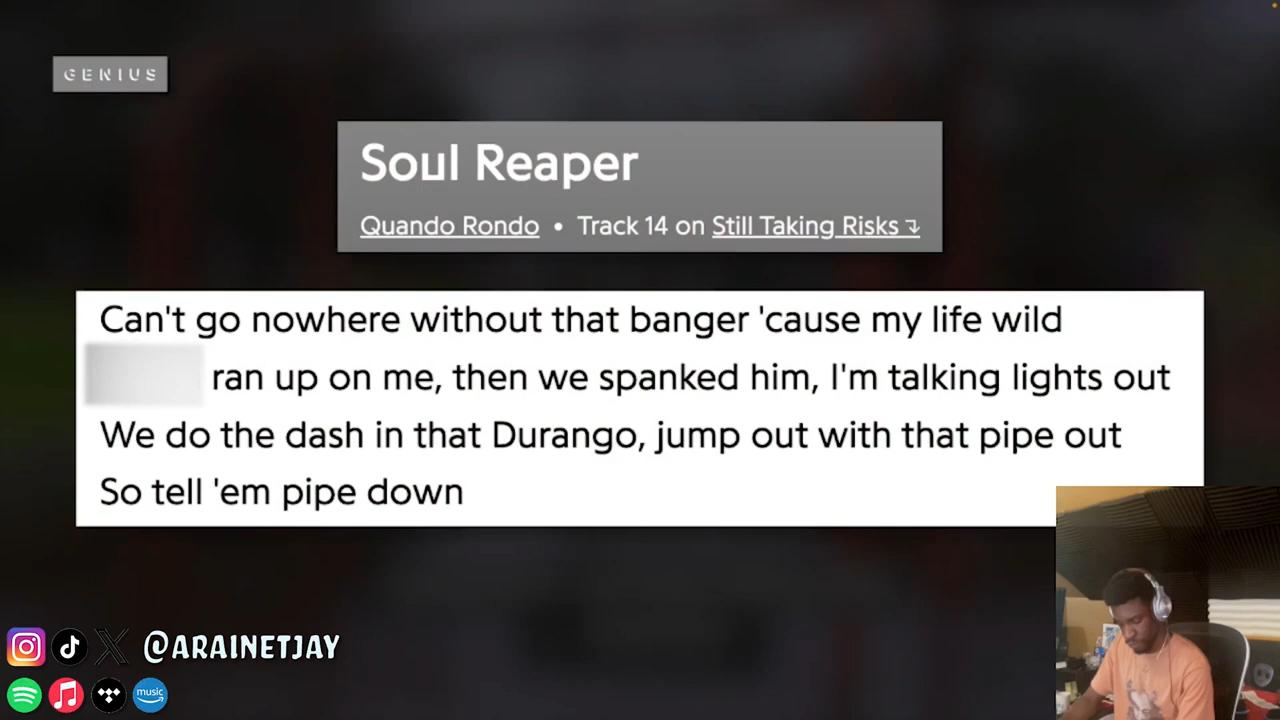 GENIUS
Soul Reaper
Quando Rondo • Track 14 on Still Taking Risks
Can't go nowhere without that banger 'cause my life wild
ran up on me, then we spanked him, I'm talking lights out
We do the dash in that Durango, jump out with that pipe out
So tell 'em pipe down
@ARAINETJAY
music